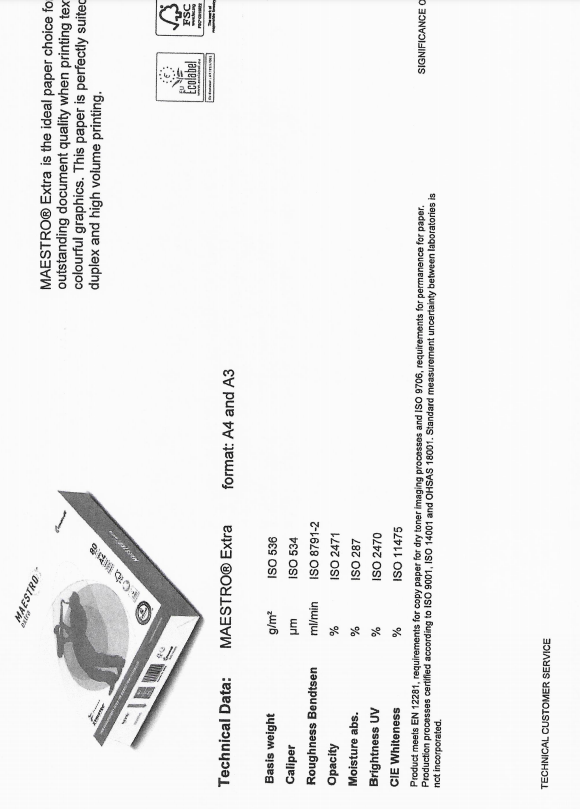 MAESTRO® Extra is the ideal paper choice fo
outstanding document quality when printing tex
colourful graphics. This paper is perfectly suited
duplex and high volume printing.
FSC
EU
Ecolabel
MAESTRO
extra
80
A4
Technical Data: MAESTRO® Extra format: A4 and A3
Basis weight g/m² ISO 536
Caliper µm ISO 534
Roughness Bendtsen ml/min ISO 8791-2
Opacity % ISO 2471
Moisture abs. % ISO 287
Brightness UV % ISO 2470
CIE Whiteness % ISO 11475
Product meets EN 12281, requirements for copy paper for dry toner imaging processes and ISO 9706, requirements for permanence for paper.
Production processes certified according to ISO 9001, ISO 14001 and OHSAS 18001. Standard measurement uncertainty between laboratories is
not incorporated.
SIGNIFICANCE O
TECHNICAL CUSTOMER SERVICE